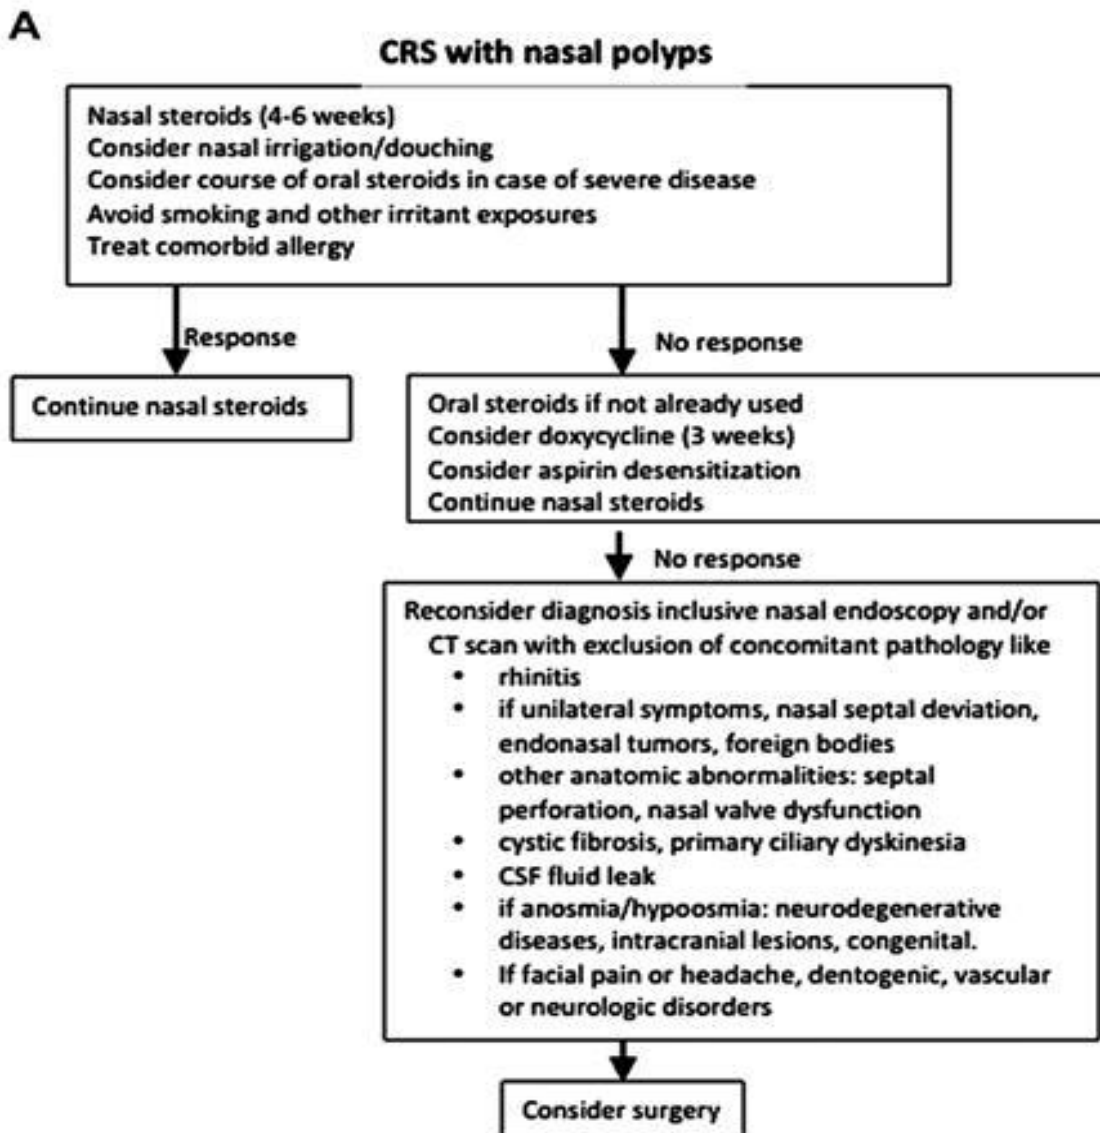 A
CRS with nasal polyps
Nasal steroids (4-6 weeks)
Consider nasal irrigation/douching
Consider course of oral steroids in case of severe disease
Avoid smoking and other irritant exposures
Treat comorbid allergy
Response
No response
Continue nasal steroids
Oral steroids if not already used
Consider doxycycline (3 weeks)
Consider aspirin desensitization
Continue nasal steroids
No response
Reconsider diagnosis inclusive nasal endoscopy and/or
CT scan with exclusion of concomitant pathology like
• rhinitis
• if unilateral symptoms, nasal septal deviation,
endonasal tumors, foreign bodies
• other anatomic abnormalities: septal
perforation, nasal valve dysfunction
• cystic fibrosis, primary ciliary dyskinesia
• CSF fluid leak
• if anosmia/hypoosmia: neurodegenerative
diseases, intracranial lesions, congenital.
• If facial pain or headache, dentogenic, vascular
or neurologic disorders
Consider surgery